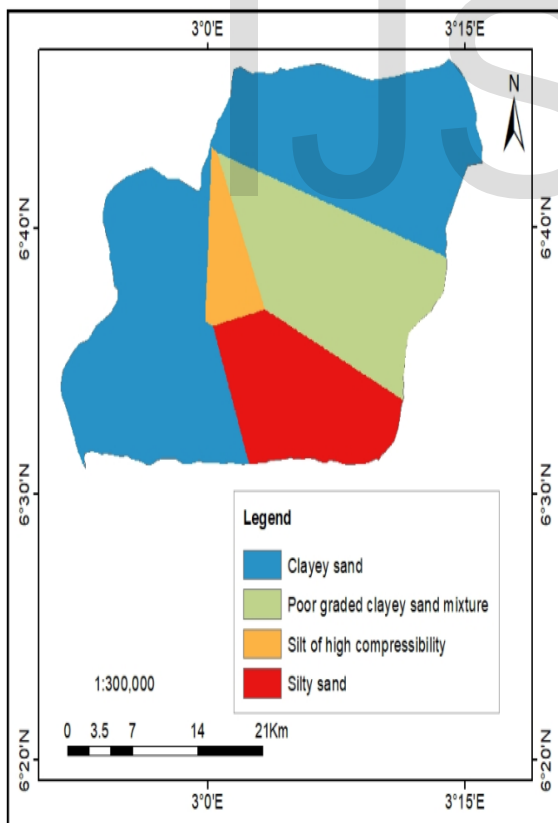 IJS
3°0'E
3°15'E
N
6°40'N
6°40'N
6°30'N
6°30'N
Legend
Clayey sand
Poor graded clayey sand mixture
Silt of high compressibility
Silty sand
1:300,000
0 3.5 7 14 21Km
6°20'N
6°20'N
3°0'E
3°15'E